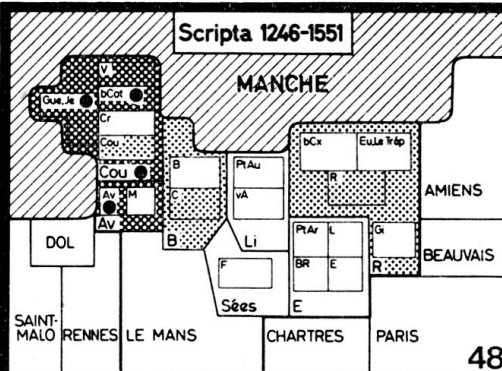 Scripta 1246-1551
MANCHE
V
Gue,Je
bCot
Cr
Cou
Cou
Av
M
Av
B
C
B
PtAu
vA
Li
F
Sées
bCx
Eu,Le Trép
R
PtAr
L
BR
E
E
Gi
R
AMIENS
BEAUVAIS
DOL
SAINT-
MALO
RENNES
LE MANS
CHARTRES
PARIS
48